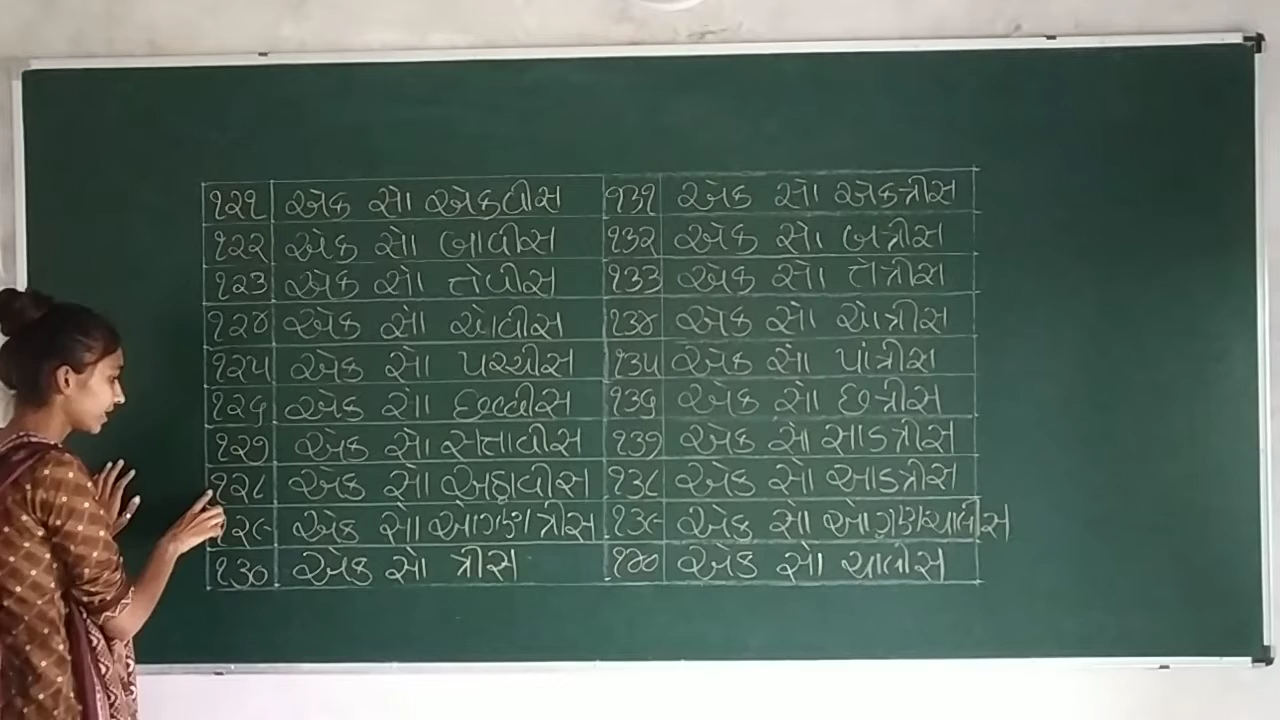 ૧૨૧ એક સો એકવીસ ૧૩૧ એક સો એકત્રીસ
૧૨૨ એક સો બાવીસ ૧૩૨ એક સો બત્રીસ
૧૨૩ એક સો તેવીસ ૧૩૩ એક સો તેત્રીસ
૧૨૪ એક સો ચોવીસ ૧૩૪ એક સો ચોત્રીસ
૧૨૫ એક સો પચ્ચીસ ૧૩૫ એક સો પાંત્રીસ
૧૨૬ એક સો છવ્વીસ ૧૩૬ એક સો છત્રીસ
૧૨૭ એક સો સતાવીસ ૧૩૭ એક સો સાડત્રીસ
૧૨૮ એક સો અઠ્ઠાવીસ ૧૩૮ એક સો આડત્રીસ
૧૨૯ એક સો ઓગણત્રીસ ૧૩૯ એક સો ઓગણચાલીસ
૧૩૦ એક સો ત્રીસ ૧૪૦ એક સો ચાલીસ